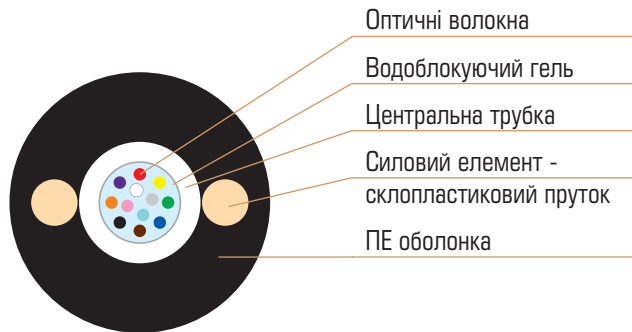 Оптичні волокна
Водоблокуючий гель
Центральна трубка
Силовий елемент -
склопластиковий пруток
ПЕ оболонка